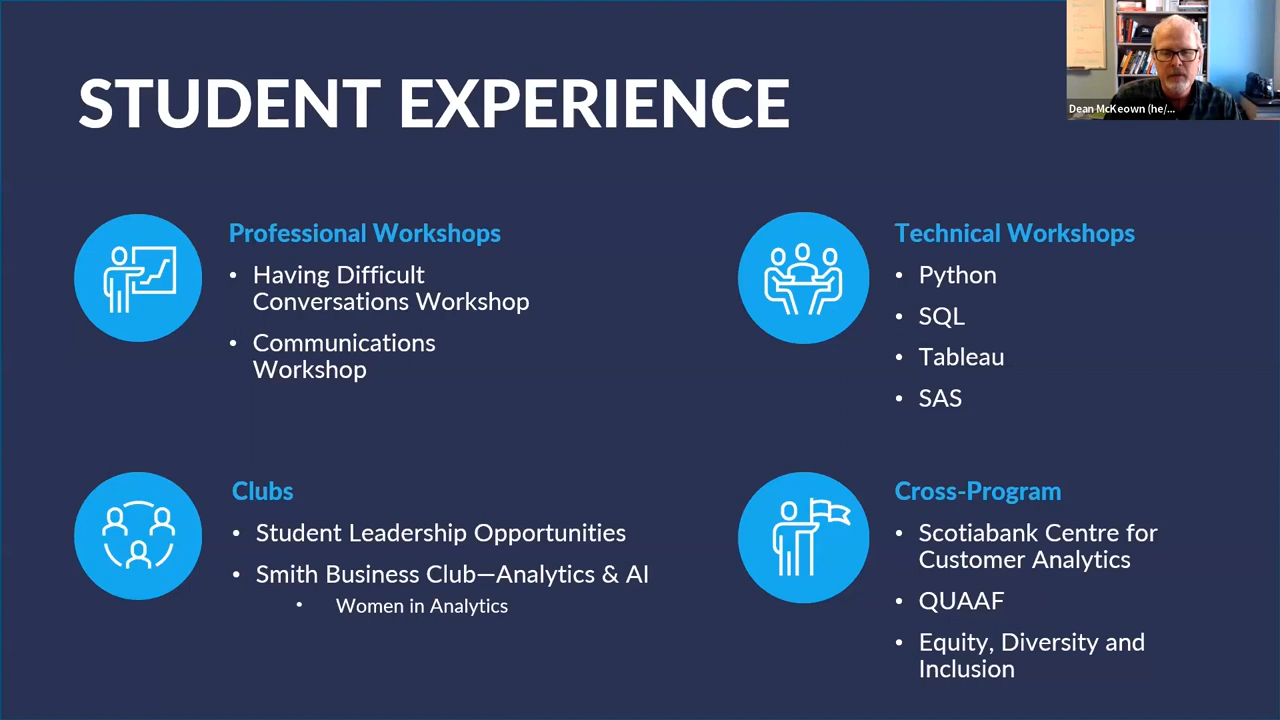 STUDENT EXPERIENCE
Dean McKeown (he/...
Professional Workshops
• Having Difficult
Conversations Workshop
• Communications
Workshop
Technical Workshops
• Python
• SQL
• Tableau
• SAS
Clubs
• Student Leadership Opportunities
• Smith Business Club—Analytics & AI
• Women in Analytics
Cross-Program
• Scotiabank Centre for
Customer Analytics
• QUAAF
• Equity, Diversity and
Inclusion